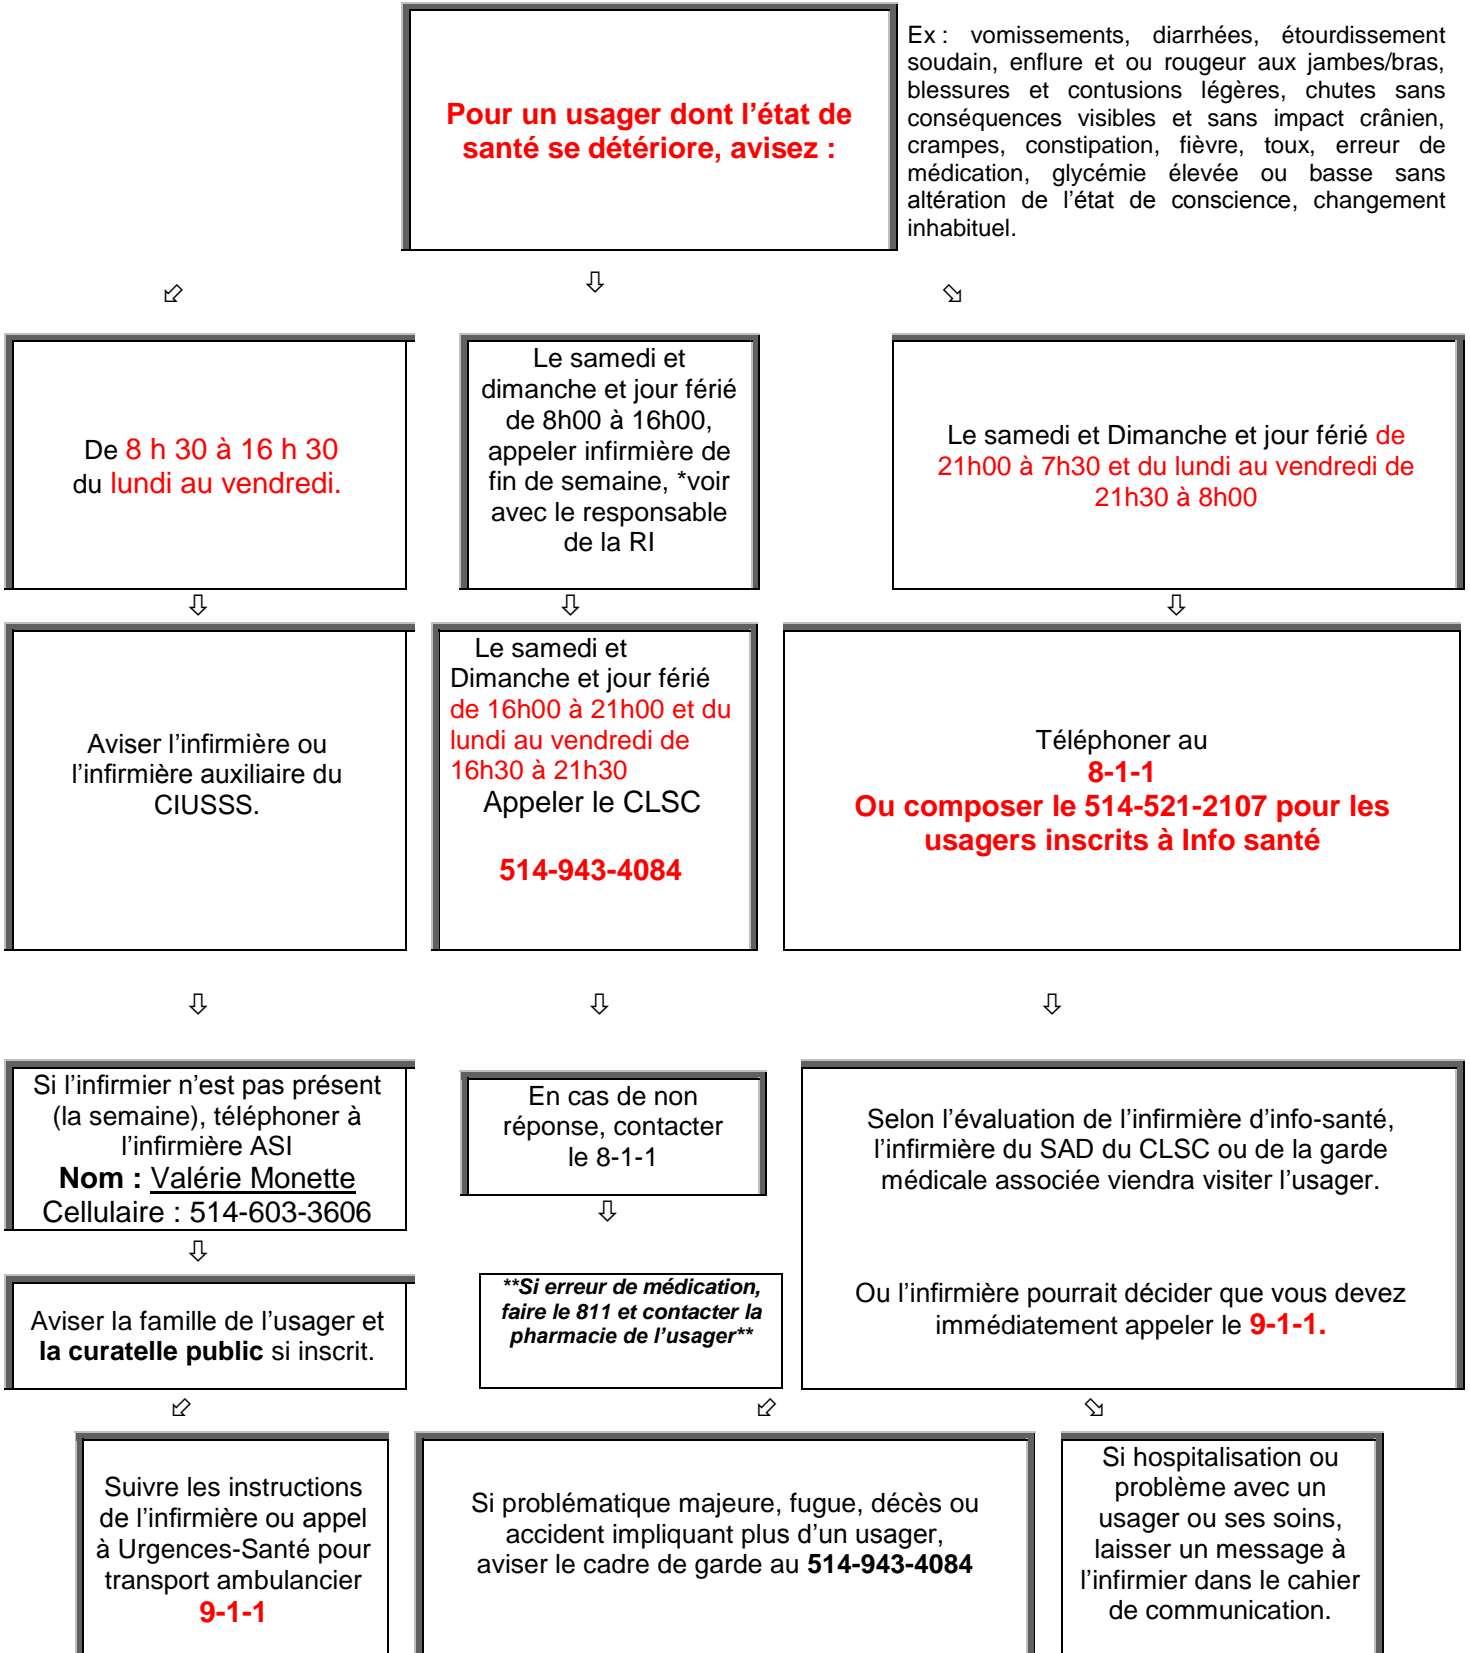 Pour un usager dont l'état de
santé se détériore, avisez :
Ex : vomissements, diarrhées, étourdissement
soudain, enflure et ou rougeur aux jambes/bras,
blessures et contusions légères, chutes sans
conséquences visibles et sans impact crânien,
crampes, constipation, fièvre, toux, erreur de
médication, glycémie élevée ou basse sans
altération de l'état de conscience, changement
inhabituel.
De 8 h 30 à 16 h 30
du lundi au vendredi.
Le samedi et
dimanche et jour férié
de 8h00 à 16h00,
appeler infirmière de
fin de semaine, *voir
avec le responsable
de la RI
Le samedi et Dimanche et jour férié de
21h00 à 7h30 et du lundi au vendredi de
21h30 à 8h00
Aviser l'infirmière ou
l'infirmière auxiliaire du
CIUSSS.
Le samedi et
Dimanche et jour férié
de 16h00 à 21h00 et du
lundi au vendredi de
16h30 à 21h30
Appeler le CLSC
514-943-4084
Téléphoner au
8-1-1
Ou composer le 514-521-2107 pour les
usagers inscrits à Info santé
Si l'infirmier n'est pas présent
(la semaine), téléphoner à
l'infirmière ASI
Nom : Valérie Monette
Cellulaire : 514-603-3606
En cas de non
réponse, contacter
le 8-1-1
Selon l'évaluation de l'infirmière d'info-santé,
l'infirmière du SAD du CLSC ou de la garde
médicale associée viendra visiter l'usager.
Ou l'infirmière pourrait décider que vous devez
immédiatement appeler le 9-1-1.
Aviser la famille de l'usager et
la curatelle public si inscrit.
**Si erreur de médication,
faire le 811 et contacter la
pharmacie de l'usager**
Suivre les instructions
de l'infirmière ou appel
à Urgences-Santé pour
transport ambulancier
9-1-1
Si problématique majeure, fugue, décès ou
accident impliquant plus d'un usager,
aviser le cadre de garde au 514-943-4084
Si hospitalisation ou
problème avec un
usager ou ses soins,
laisser un message à
l'infirmier dans le cahier
de communication.